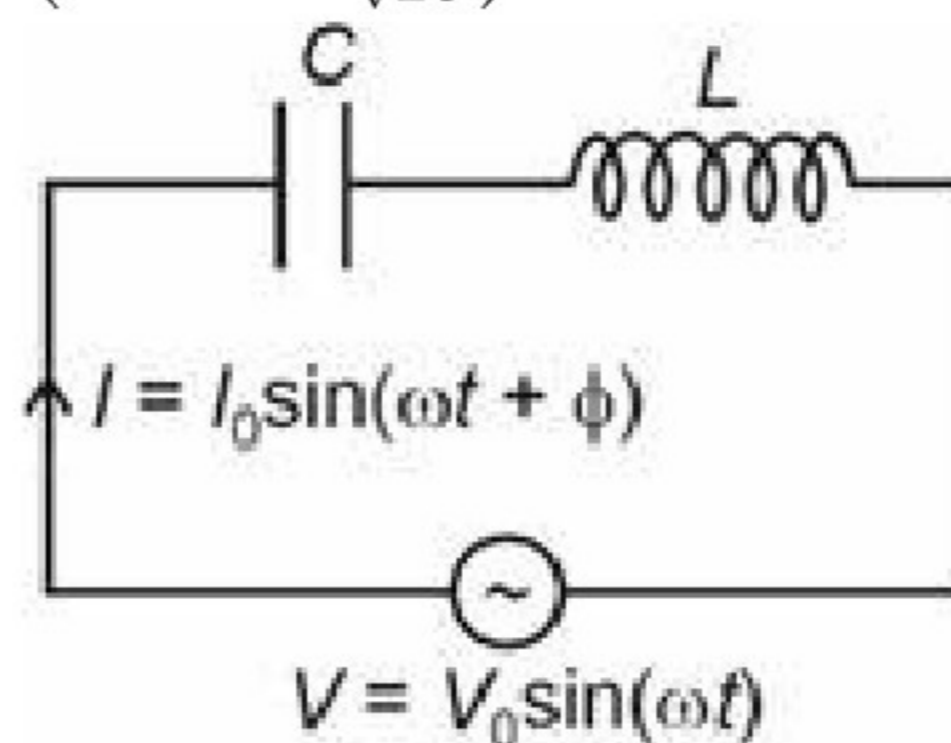 C
L
I = I₀sin(ωt + ϕ)
~
V = V₀sin(ωt)